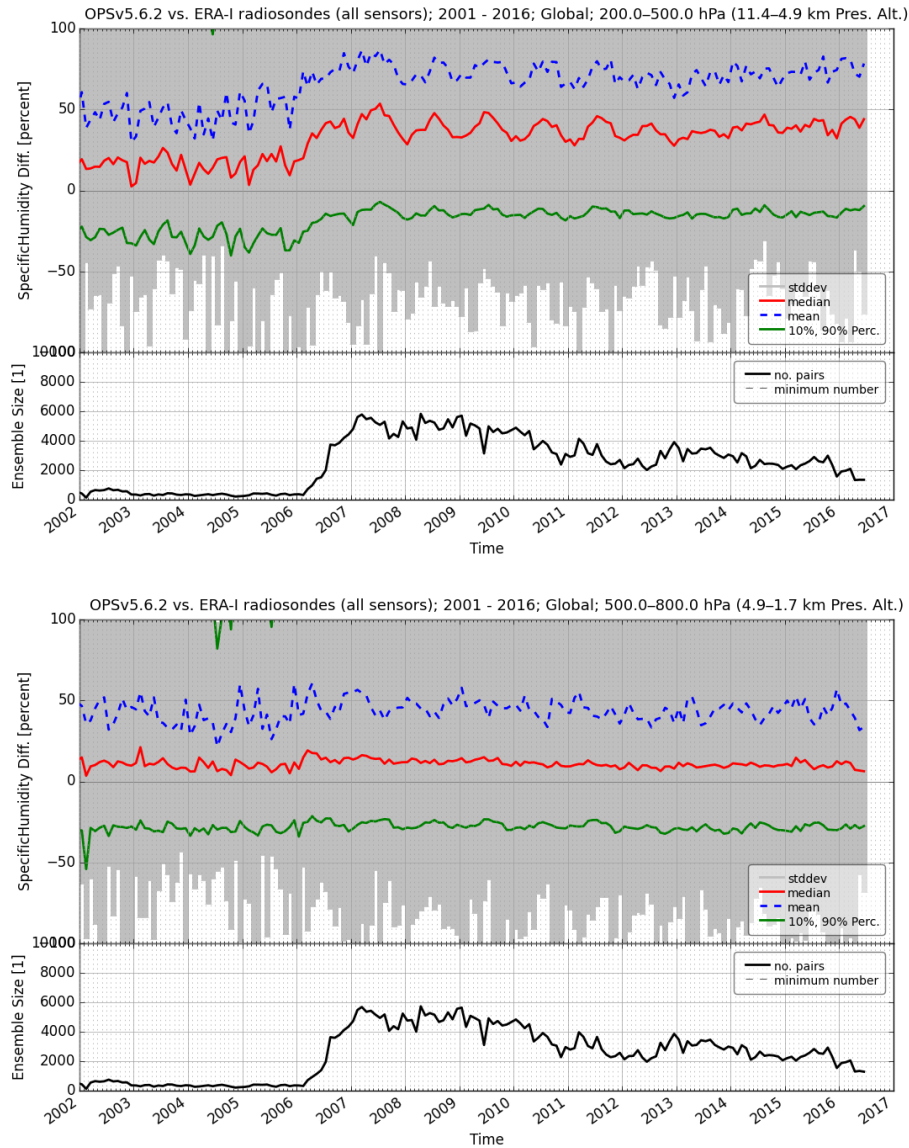 OPSv5.6.2 vs. ERA-I radiosondes (all sensors); 2001 - 2016; Global; 200.0–500.0 hPa (11.4–4.9 km Pres. Alt.)
SpecificHumidity Diff. [percent]
100
50
0
−50
−100
stddev
median
mean
10%, 90% Perc.
Ensemble Size [1]
10000
8000
6000
4000
2000
0
no. pairs
minimum number
2002 2003 2004 2005 2006 2007 2008 2009 2010 2011 2012 2013 2014 2015 2016 2017
Time
OPSv5.6.2 vs. ERA-I radiosondes (all sensors); 2001 - 2016; Global; 500.0–800.0 hPa (4.9–1.7 km Pres. Alt.)
SpecificHumidity Diff. [percent]
100
50
0
−50
−100
stddev
median
mean
10%, 90% Perc.
Ensemble Size [1]
10000
8000
6000
4000
2000
0
no. pairs
minimum number
2002 2003 2004 2005 2006 2007 2008 2009 2010 2011 2012 2013 2014 2015 2016 2017
Time